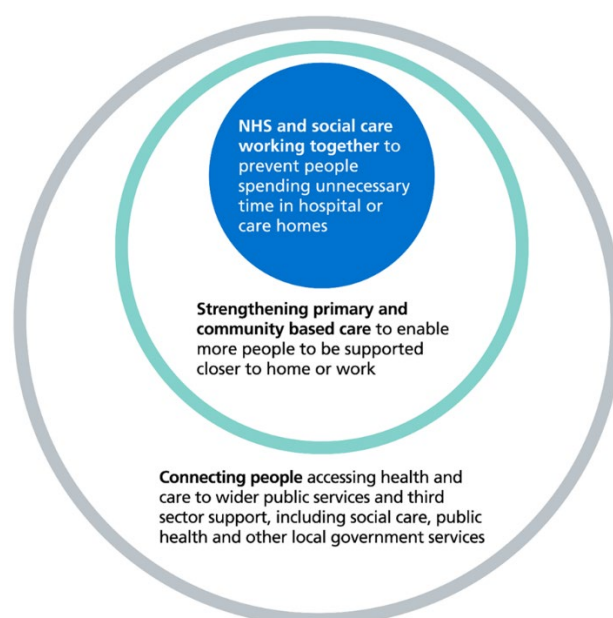 NHS and social care
working together to
prevent people
spending unnecessary
time in hospital or
care homes
Strengthening primary and
community based care to enable
more people to be supported
closer to home or work
Connecting people accessing health and
care to wider public services and third
sector support, including social care, public
health and other local government services